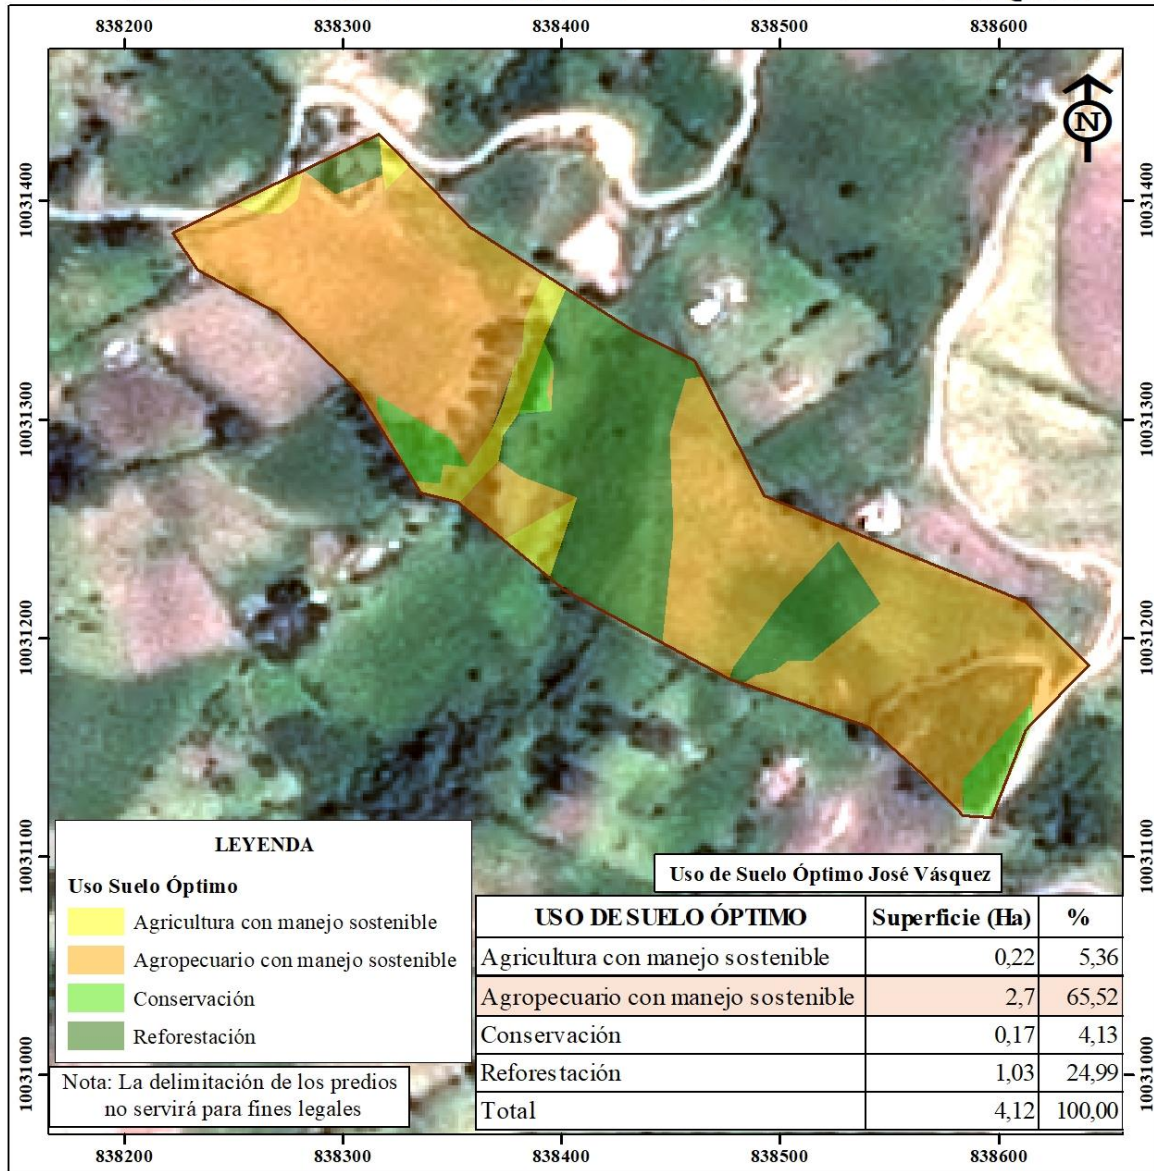 838200 838300 838400 838500 838600
N
10031400 10031400
10031300 10031300
10031200 10031200
10031100 10031100
10031000 10031000
LEYENDA
Uso Suelo Óptimo
Agricultura con manejo sostenible
Agropecuario con manejo sostenible
Conservación
Reforestación
Nota: La delimitación de los predios
no servirá para fines legales
Uso de Suelo Óptimo José Vásquez
USO DE SUELO ÓPTIMO Superficie (Ha) %
Agricultura con manejo sostenible 0,22 5,36
Agropecuario con manejo sostenible 2,7 65,52
Conservación 0,17 4,13
Reforestación 1,03 24,99
Total 4,12 100,00
838200 838300 838400 838500 838600